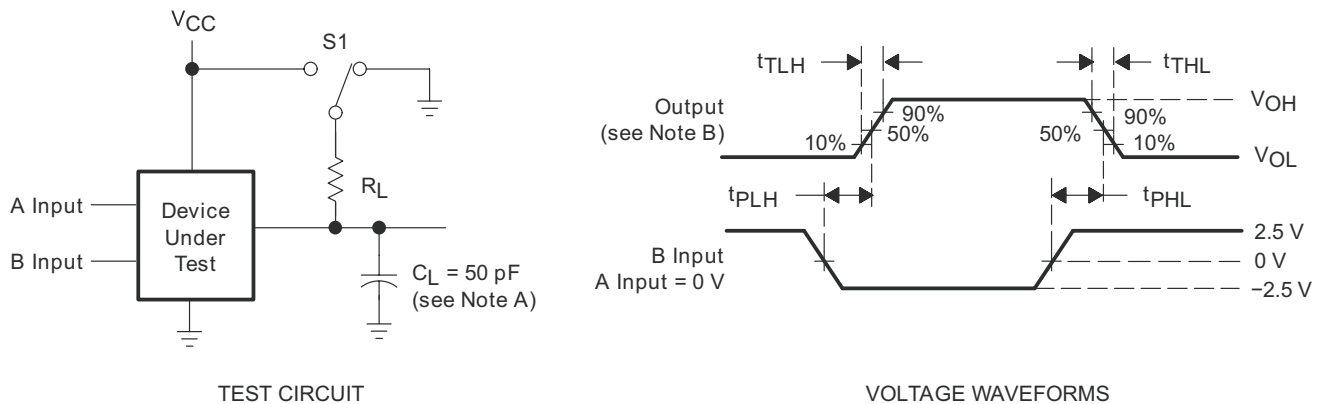 VCC
S1
RL
A Input
B Input
Device
Under
Test
CL = 50 pF
(see Note A)
TEST CIRCUIT
tTLH
tTHL
Output
(see Note B)
90%
50%
10%
50%
90%
10%
VOH
VOL
tPLH
tPHL
B Input
A Input = 0 V
2.5 V
0 V
−2.5 V
VOLTAGE WAVEFORMS